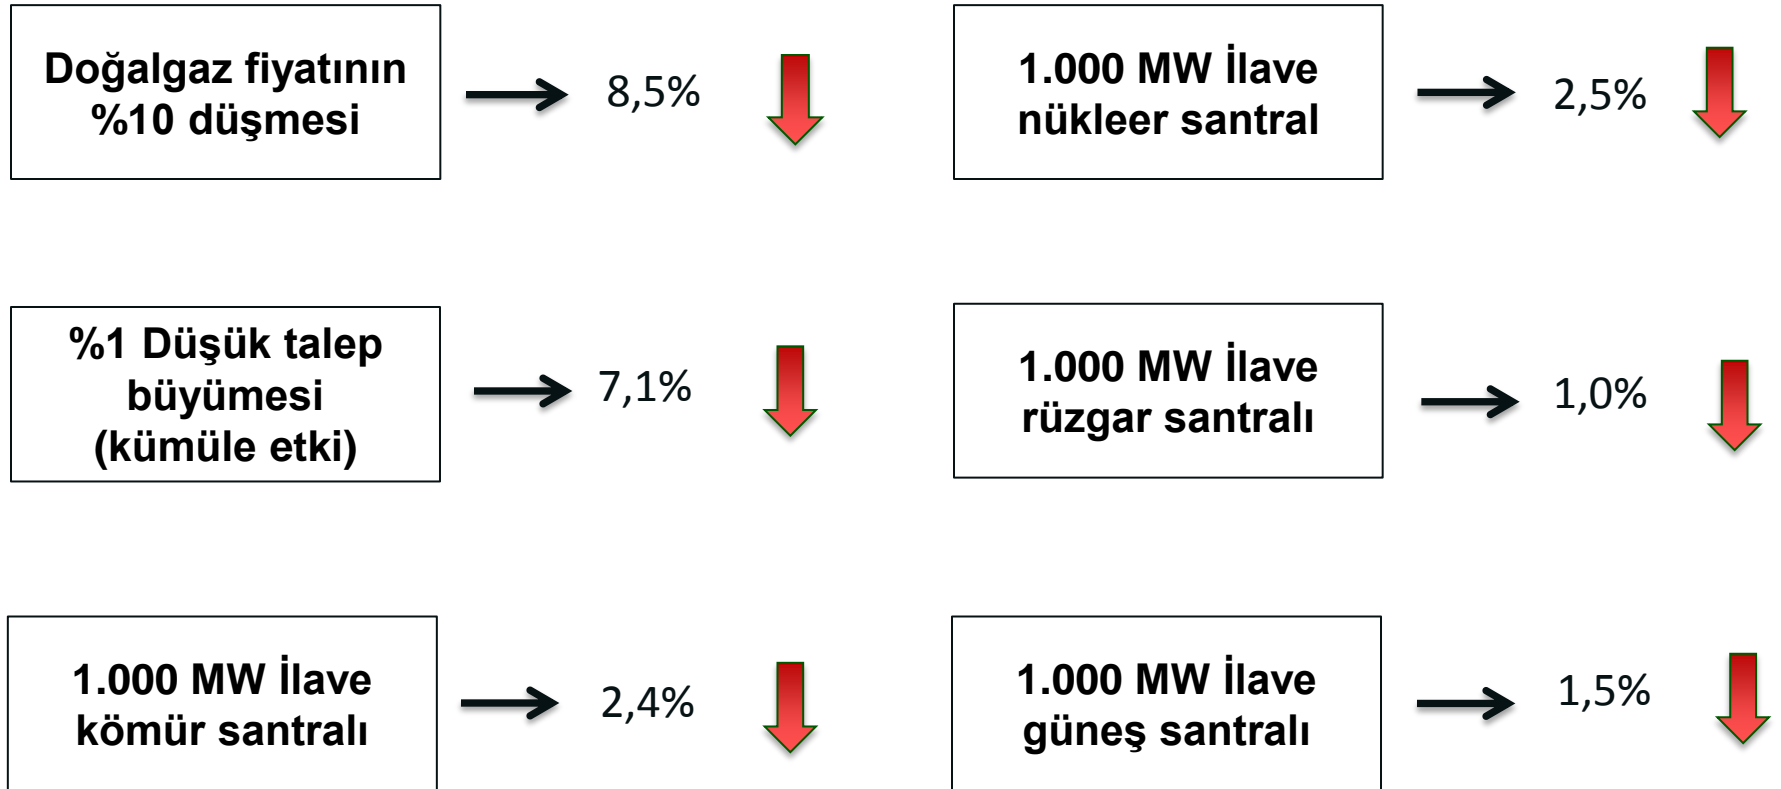 Doğalgaz fiyatının
%10 düşmesi
8,5%
1.000 MW İlave
nükleer santral
2,5%
%1 Düşük talep
büyümesi
(kümüle etki)
7,1%
1.000 MW İlave
rüzgar santralı
1,0%
1.000 MW İlave
kömür santralı
2,4%
1.000 MW İlave
güneş santralı
1,5%